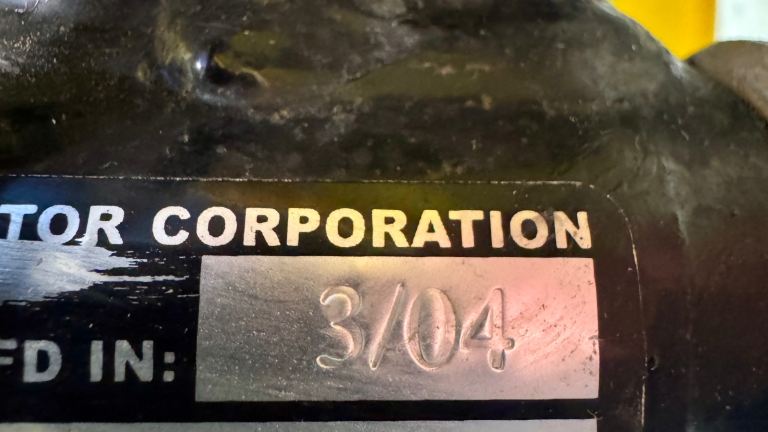 TOR CORPORATION
FD IN: 3/04